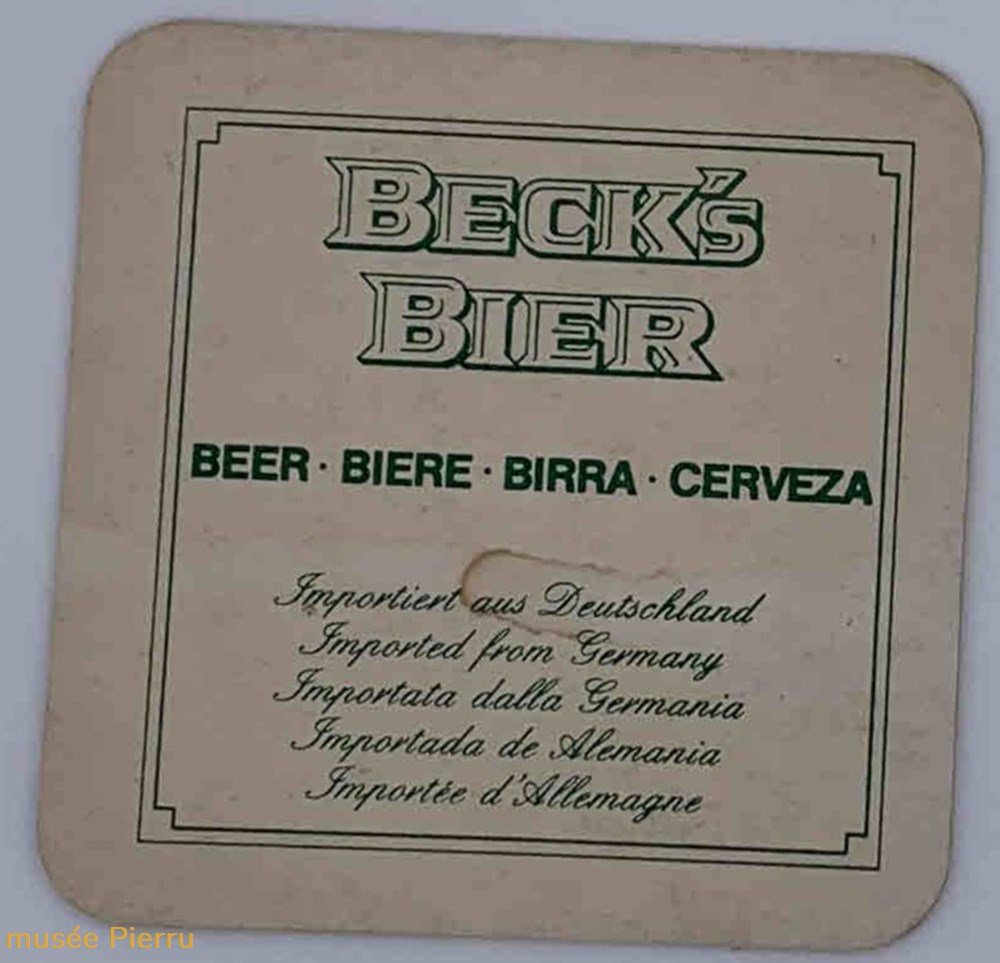 BECK'S
BIER
BEER · BIERE · BIRRA · CERVEZA
Importiert aus Deutschland
Imported from Germany
Importata dalla Germania
Importada de Alemania
Importée d'Allemagne
musée Pierru